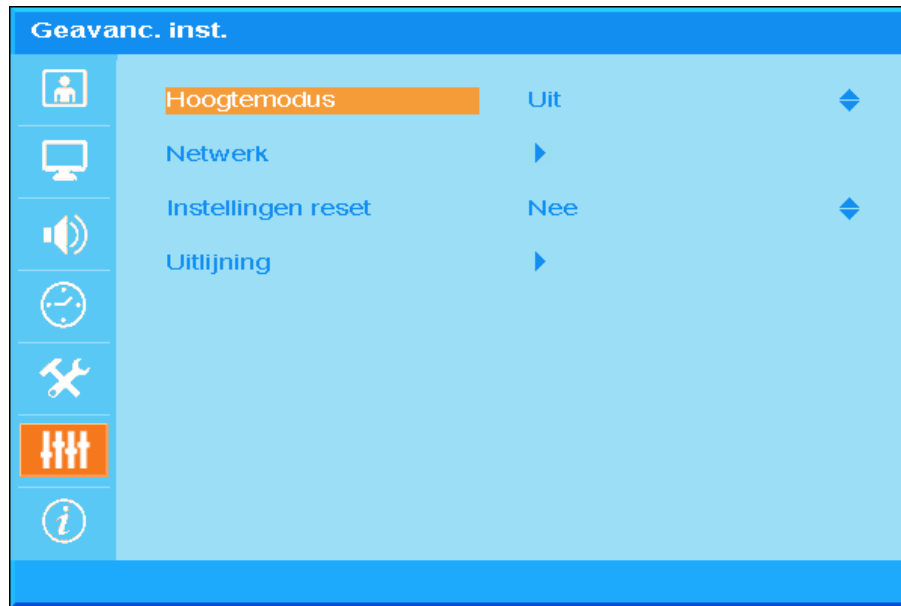 Geavanc. inst.
Hoogtemodus Uit
Netwerk
Instellingen reset Nee
Uitlijning